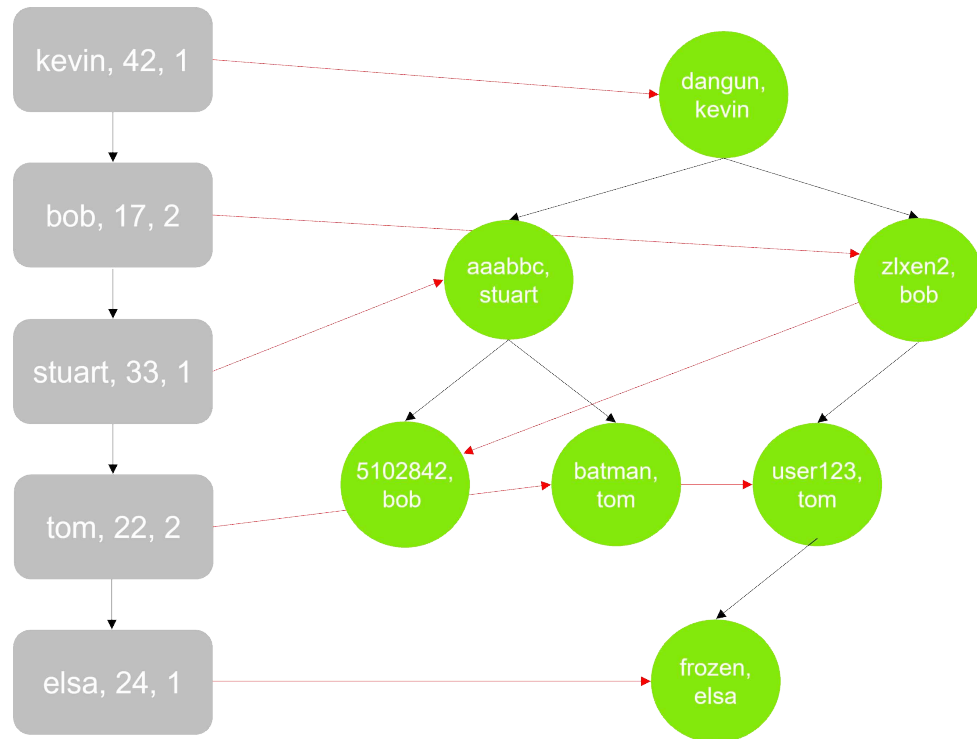 kevin, 42, 1
dangun,
kevin
bob, 17, 2
aaabbc,
stuart
zlxen2,
bob
stuart, 33, 1
5102842,
bob
batman,
tom
user123,
tom
tom, 22, 2
elsa, 24, 1
frozen,
elsa